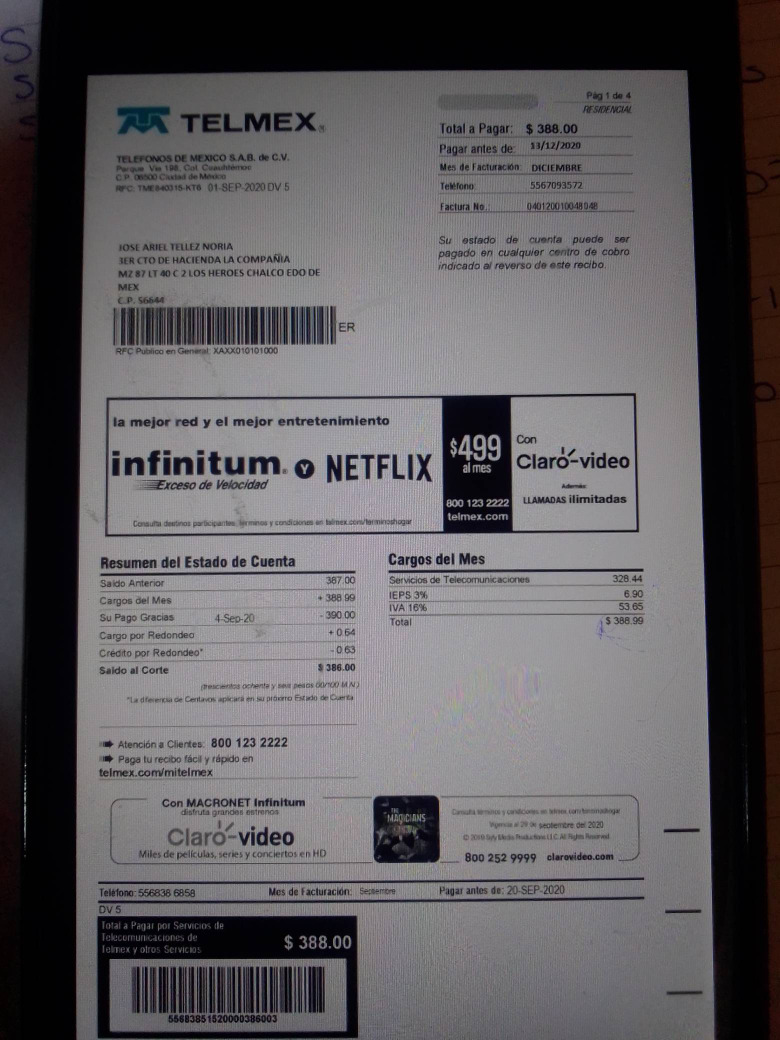 Pág 1 de 4
RESIDENCIAL
TELMEX
Total a Pagar: $ 388.00
Pagar antes de: 13/12/2020
Mes de Facturación: DICIEMBRE
Teléfono: 5567093572
Factura No.: 040120010048048
TELEFONOS DE MEXICO S.A.B. de C.V.
Parque Vía 198, Col. Cuauhtémoc
C.P. 06500 Ciudad de México
RFC: TME840315-KT6 01-SEP-2020 DV 5
Su estado de cuenta puede ser
pagado en cualquier centro de cobro
indicado al reverso de este recibo.
JOSE ARIEL TELLEZ NORIA
3ER CTO DE HACIENDA LA COMPAÑIA
MZ 87 LT 40 C 2 LOS HEROES CHALCO EDO DE
MEX
C.P. 56644
ER
RFC Público en General: XAXX010101000
la mejor red y el mejor entretenimiento
infinitum. y NETFLIX
Exceso de Velocidad
$499
al mes
800 123 2222
telmex.com
Con
Claro-video
Además:
LLAMADAS ilimitadas
Consulta destinos participantes, términos y condiciones en telmex.com/terminoshogar
Resumen del Estado de Cuenta
Saldo Anterior 387.00
Cargos del Mes + 388.99
Su Pago Gracias 4-Sep-20 - 390.00
Cargo por Redondeo + 0.64
Crédito por Redondeo* - 0.63
Saldo al Corte $ 386.00
(trescientos ochenta y seis pesos 00/100 M.N.)
*La diferencia de Centavos aplicará en su próximo Estado de Cuenta
Cargos del Mes
Servicios de Telecomunicaciones 328.44
IEPS 3% 6.90
IVA 16% 53.65
Total $ 388.99
Atención a Clientes: 800 123 2222
Paga tu recibo fácil y rápido en
telmex.com/mitelmex
Con MACRONET Infinitum
disfruta grandes estrenos
Claro-video
Miles de películas, series y conciertos en HD
THE
MAGICIANS
Consulta términos y condiciones en telmex.com/terminoshogar
Vigencia al 29 de septiembre del 2020
All Rights Reserved
800 252 9999 clarovideo.com
Teléfono: 556838 6858 Mes de Facturación: Septiembre Pagar antes de: 20-SEP-2020
DV 5
Total a Pagar por Servicios de
Telecomunicaciones de
Telmex y otros Servicios
$ 388.00
55683851520000386003